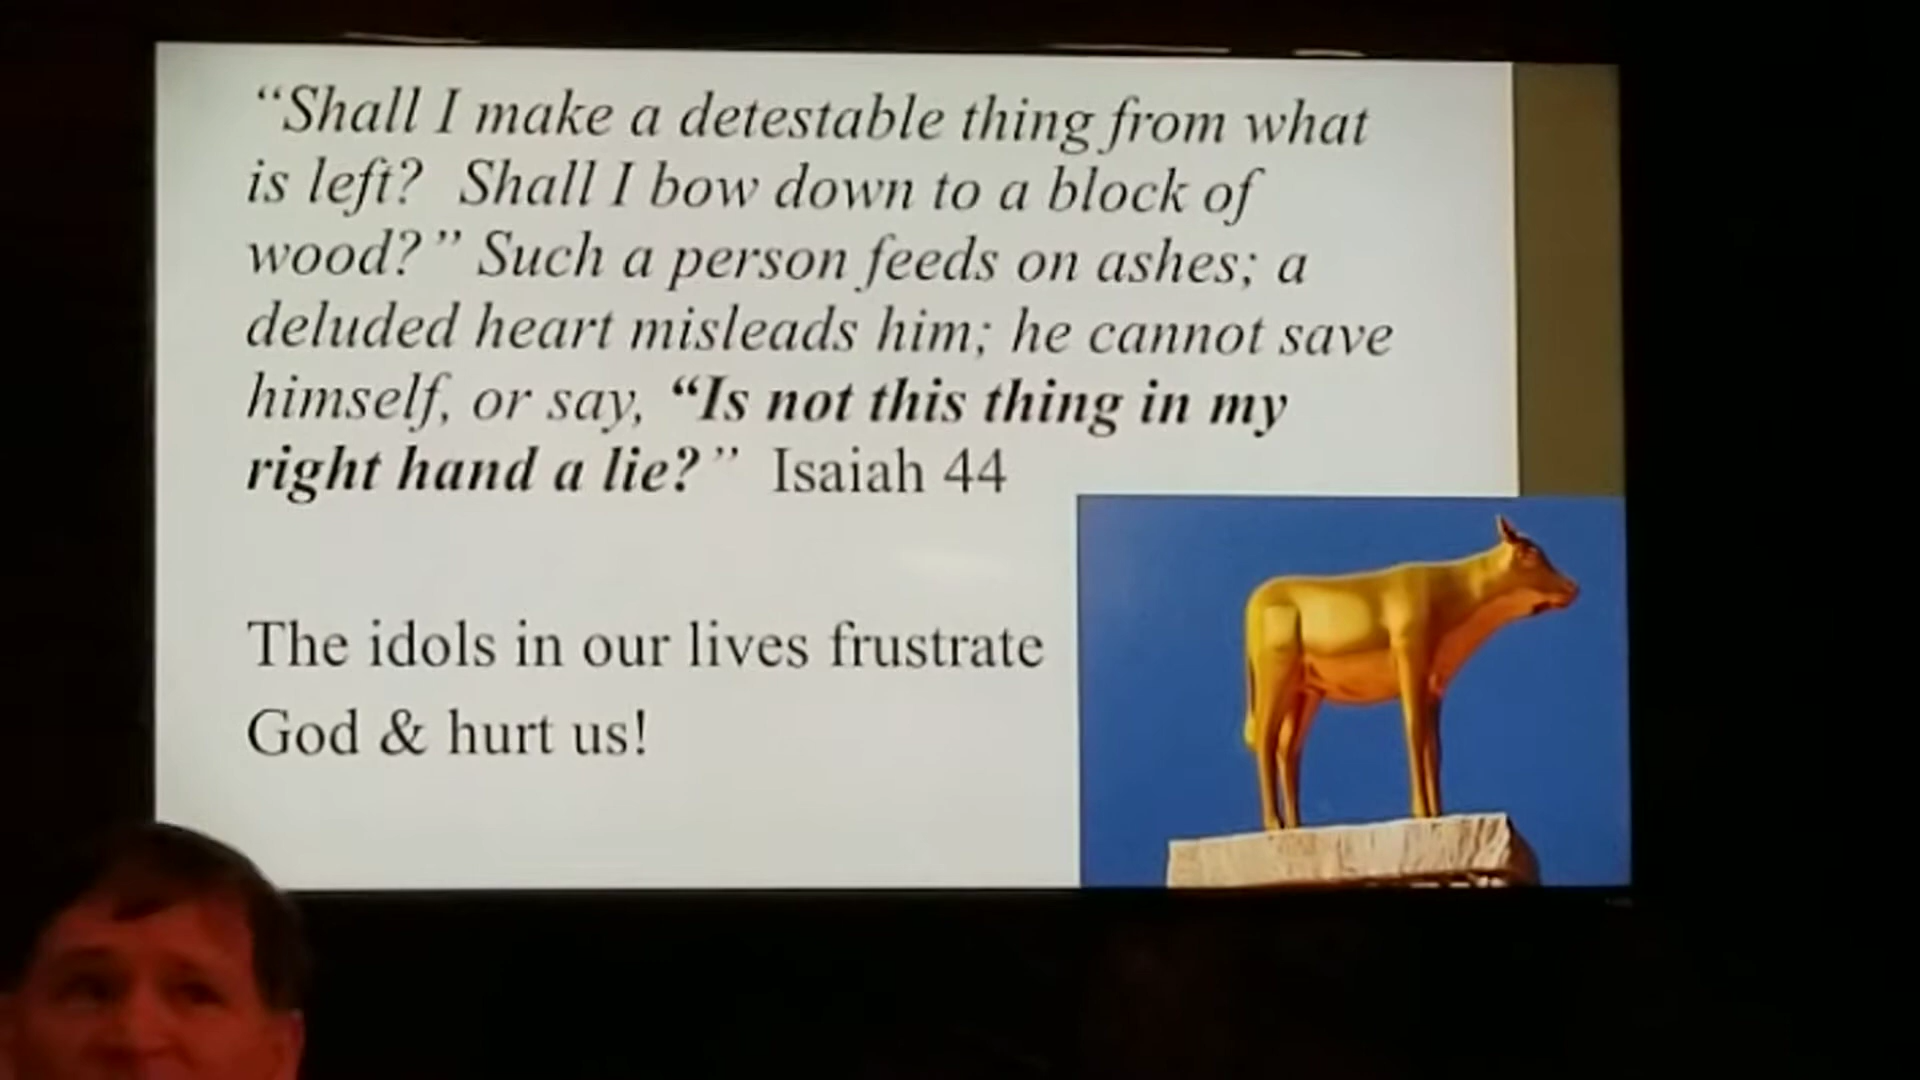 “Shall I make a detestable thing from what
is left?  Shall I bow down to a block of
wood?” Such a person feeds on ashes; a
deluded heart misleads him; he cannot save
himself, or say, “Is not this thing in my
right hand a lie?”  Isaiah 44
The idols in our lives frustrate
God & hurt us!